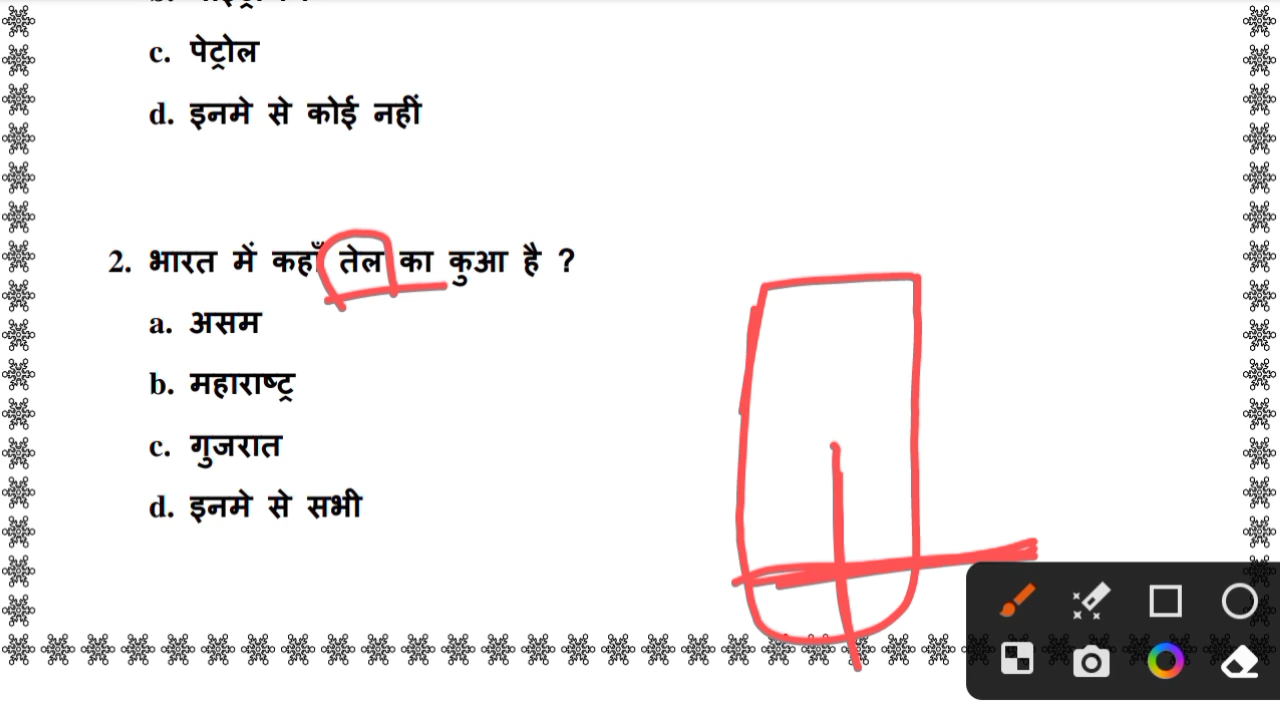 c. पेट्रोल
d. इनमे से कोई नहीं
2. भारत में कहाँ तेल का कुआ है ?
a. असम
b. महाराष्ट्र
c. गुजरात
d. इनमे से सभी